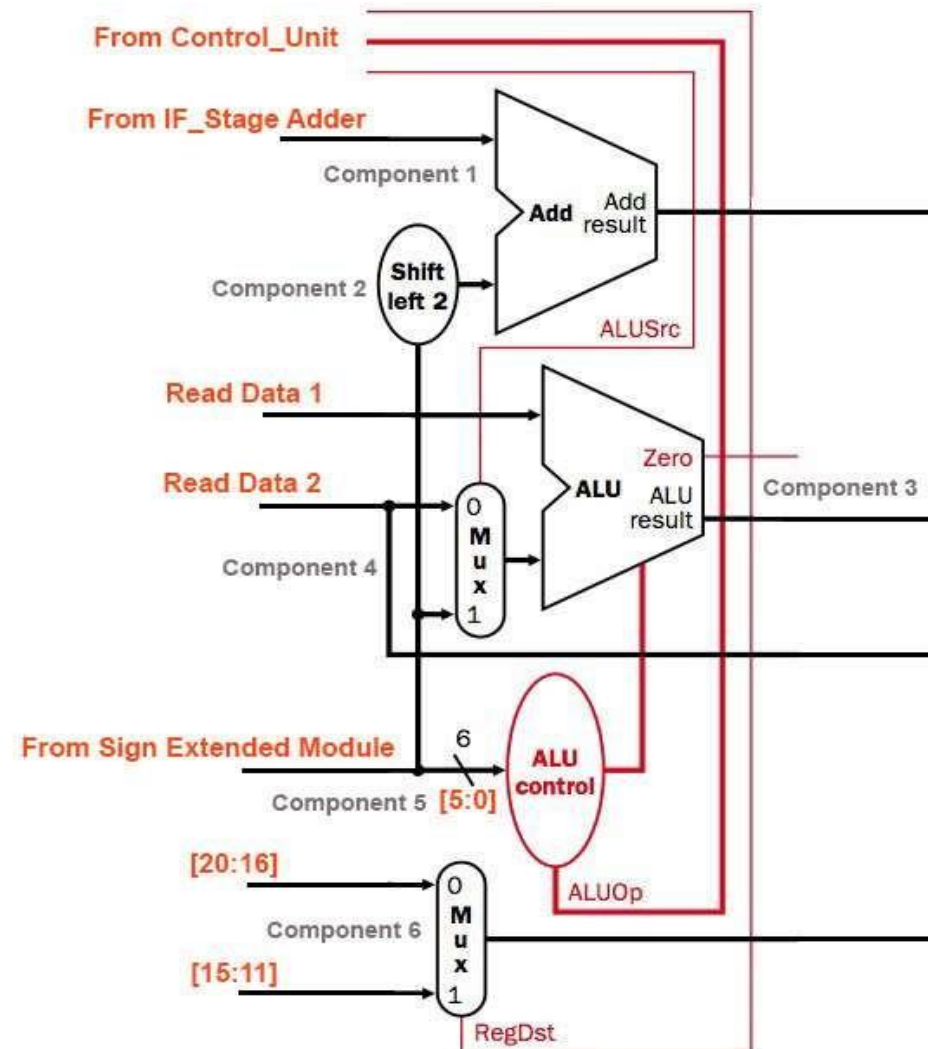 From Control_Unit
From IF_Stage Adder
Component 1
Add
Add
result
Component 2
Shift
left 2
ALUSrc
Read Data 1
Zero
Read Data 2
ALU
ALU
result
Component 3
0
M
u
x
1
Component 4
From Sign Extended Module
6
[5:0]
ALU
control
Component 5
[20:16]
ALUOp
0
M
u
x
1
Component 6
[15:11]
RegDst